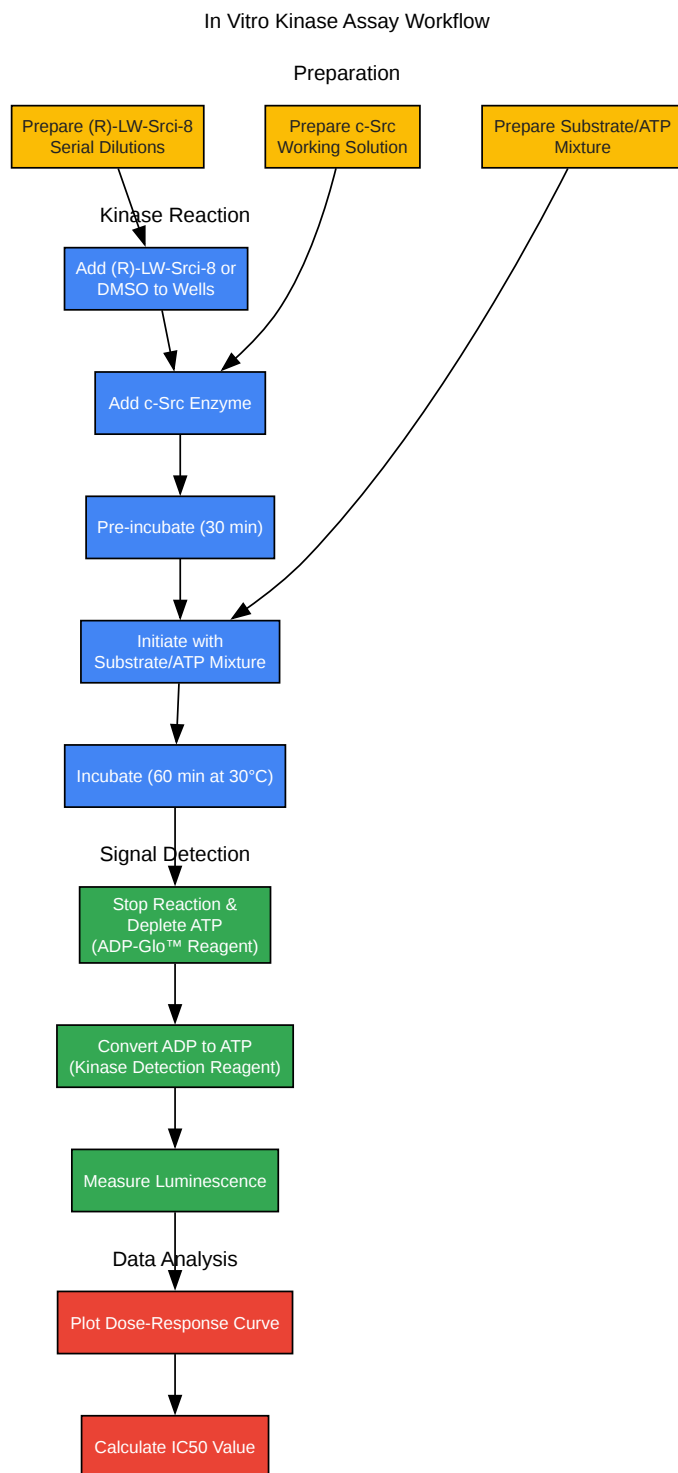 In Vitro Kinase Assay Workflow
Preparation
Prepare (R)-LW-Srci-8
Serial Dilutions
Prepare c-Src
Working Solution
Prepare Substrate/ATP
Mixture
Kinase Reaction
Add (R)-LW-Srci-8 or
DMSO to Wells
Add c-Src Enzyme
Pre-incubate (30 min)
Initiate with
Substrate/ATP Mixture
Incubate (60 min at 30°C)
Signal Detection
Stop Reaction &
Deplete ATP
(ADP-Glo™ Reagent)
Convert ADP to ATP
(Kinase Detection Reagent)
Measure Luminescence
Data Analysis
Plot Dose-Response Curve
Calculate IC50 Value